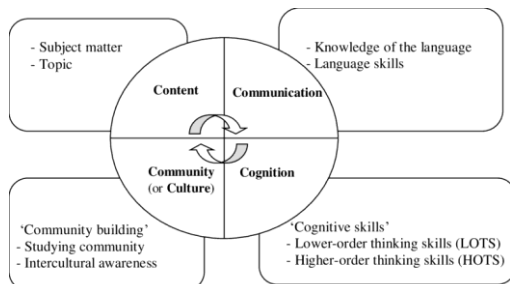 - Subject matter
- Topic
- Knowledge of the language
- Language skills
Content
Communication
Community
(or Culture)
Cognition
‘Community building’
- Studying community
- Intercultural awareness
‘Cognitive skills’
- Lower-order thinking skills (LOTS)
- Higher-order thinking skills (HOTS)